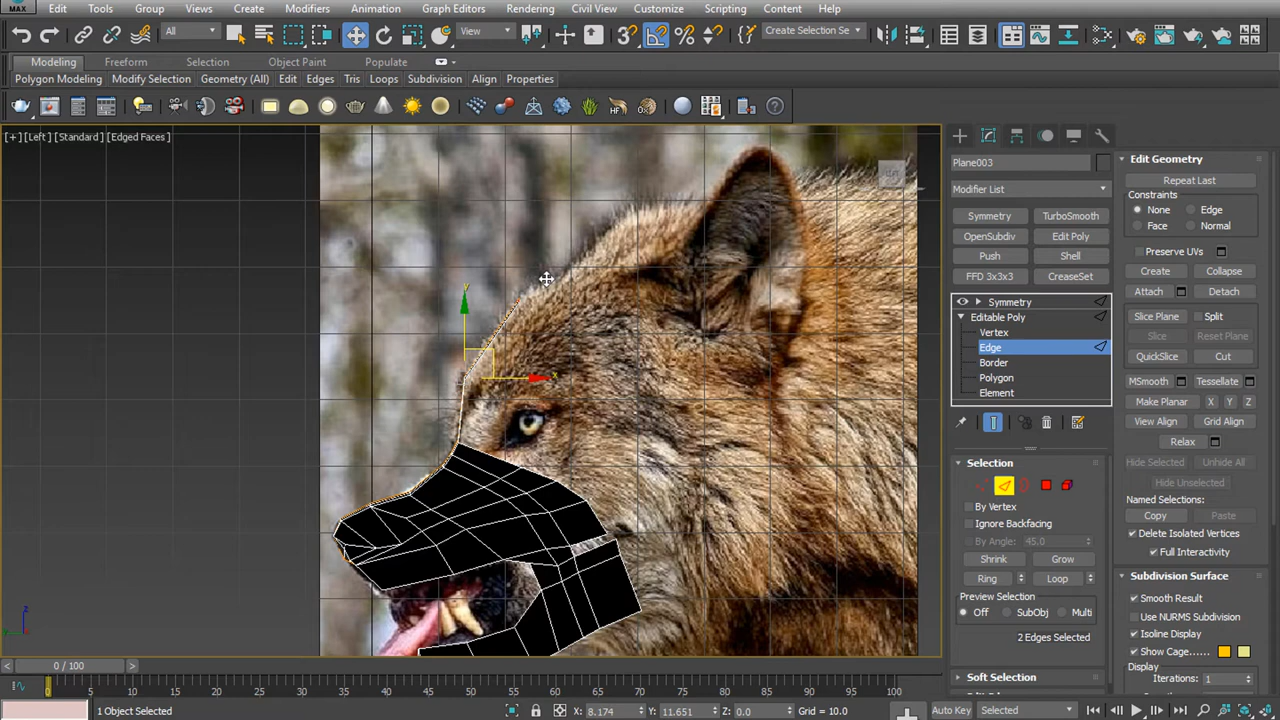 MAX Edit Tools Group Views Create Modifiers Animation Graph Editors Rendering Civil View Customize Scripting Content Help
All View Create Selection Se
Modeling Freeform Selection Object Paint Populate
Polygon Modeling Modify Selection Geometry (All) Edit Edges Tris Loops Subdivision Align Properties
[+] [Left] [Standard] [Edged Faces]
y
x
z
0 / 100
0 5 10 15 20 25 30 35 40 45 50 55 60 65 70 75 80 85 90 95 100
1 Object Selected X: 8.174 Y: 11.651 Z: 0.0 Grid = 10.0 Auto Key Selected
Plane003
Modifier List
Symmetry TurboSmooth
OpenSubdiv Edit Poly
Push Shell
FFD 3x3x3 CreaseSet
Symmetry
Editable Poly
Vertex
Edge
Border
Polygon
Element
Selection
By Vertex
Ignore Backfacing
By Angle: 45.0
Shrink Grow
Ring Loop
Preview Selection
Off SubObj Multi
2 Edges Selected
Soft Selection
Edit Geometry
Repeat Last
Constraints
None Edge
Face Normal
Preserve UVs
Create Collapse
Attach Detach
Slice Plane Split
Slice Reset Plane
QuickSlice Cut
MSmooth Tessellate
Make Planar X Y Z
View Align Grid Align
Relax
Hide Selected Unhide All
Hide Unselected
Named Selections:
Copy Paste
Delete Isolated Vertices
Full Interactivity
Subdivision Surface
Smooth Result
Use NURMS Subdivision
Isoline Display
Show Cage......
Display
Iterations: 1